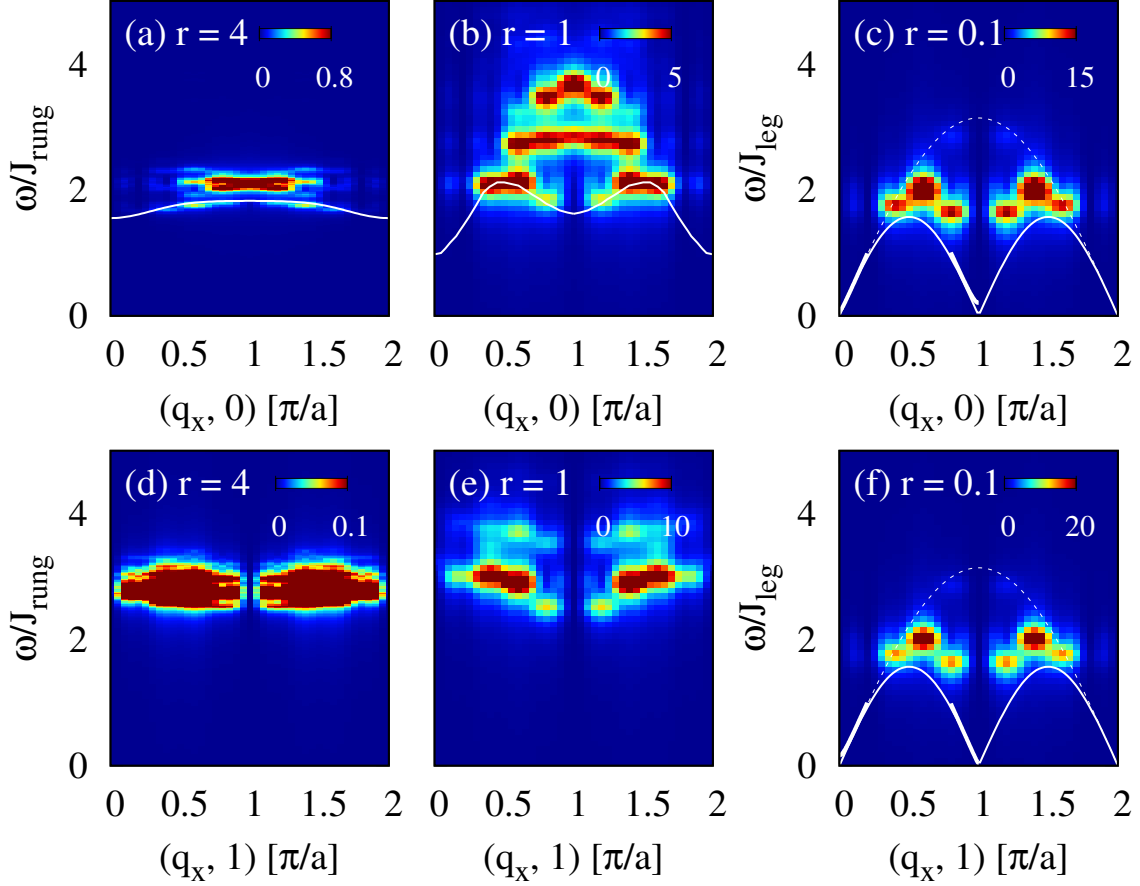 (a) r = 4
0 0.8
(b) r = 1
0 5
(c) r = 0.1
0 15
ω/J_rung
4
2
0
ω/J_leg
4
2
0
0 0.5 1 1.5 2
0 0.5 1 1.5 2
0 0.5 1 1.5 2
(q_x, 0) [π/a]
(q_x, 0) [π/a]
(q_x, 0) [π/a]
(d) r = 4
0 0.1
(e) r = 1
0 10
(f) r = 0.1
0 20
ω/J_rung
4
2
0
ω/J_leg
4
2
0
0 0.5 1 1.5 2
0 0.5 1 1.5 2
0 0.5 1 1.5 2
(q_x, 1) [π/a]
(q_x, 1) [π/a]
(q_x, 1) [π/a]